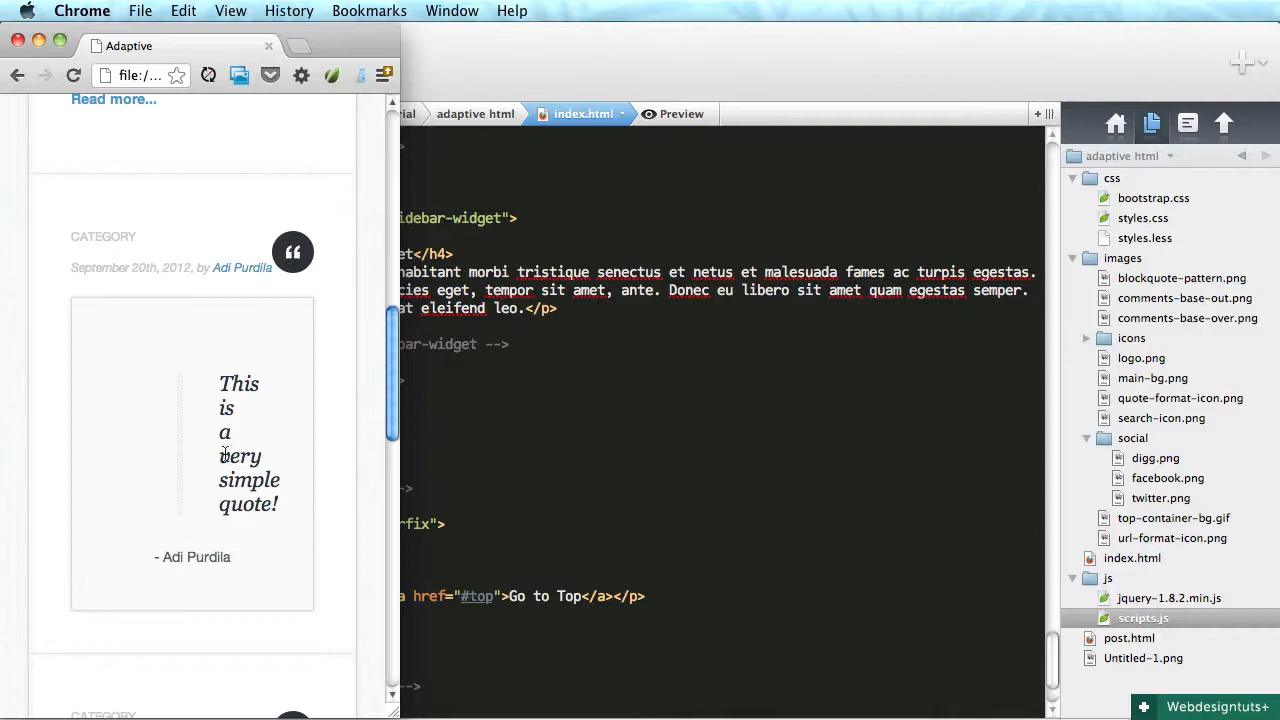 Chrome File Edit View History Bookmarks Window Help
Adaptive
file:/...
Read more...
CATEGORY
September 20th, 2012, by Adi Purdila
This
is
a
very
simple
quote!
- Adi Purdila
CATEGORY
ial adaptive html index.html Preview
>
idebar-widget">
et</h4>
habitant morbi tristique senectus et netus et malesuada fames ac turpis egestas.
cies eget, tempor sit amet, ante. Donec eu libero sit amet quam egestas semper.
at eleifend leo.</p>
bar-widget -->
>
->
rfix">
a href="#top">Go to Top</a></p>
-->
adaptive html
css
bootstrap.css
styles.css
styles.less
images
blockquote-pattern.png
comments-base-out.png
comments-base-over.png
icons
logo.png
main-bg.png
quote-format-icon.png
search-icon.png
social
digg.png
facebook.png
twitter.png
top-container-bg.gif
url-format-icon.png
index.html
js
jquery-1.8.2.min.js
scripts.js
post.html
Untitled-1.png
Webdesigntuts+